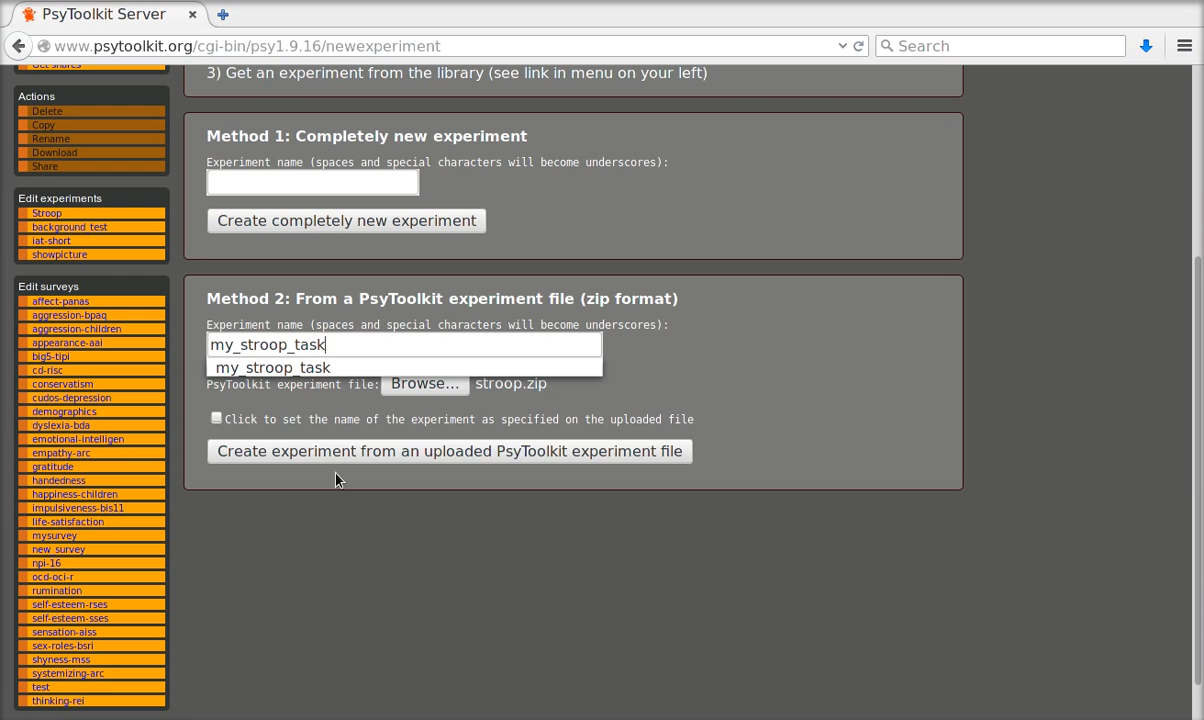 PsyToolkit Server
www.psytoolkit.org/cgi-bin/psy1.9.16/newexperiment
Search
Get shares
Actions
Delete
Copy
Rename
Download
Share
Edit experiments
Stroop
background_test
iat-short
showpicture
Edit surveys
affect-panas
aggression-bpaq
aggression-children
appearance-aai
big5-tipi
cd-risc
conservatism
cudos-depression
demographics
dyslexia-bda
emotional-intelligen
empathy-arc
gratitude
handedness
happiness-children
impulsiveness-bis11
life-satisfaction
mysurvey
new_survey
npi-16
ocd-oci-r
rumination
self-esteem-rses
self-esteem-sses
sensation-aiss
sex-roles-bsri
shyness-mss
systemizing-arc
test
thinking-rei
3) Get an experiment from the library (see link in menu on your left)
Method 1: Completely new experiment
Experiment name (spaces and special characters will become underscores):
Create completely new experiment
Method 2: From a PsyToolkit experiment file (zip format)
Experiment name (spaces and special characters will become underscores):
my_stroop_task
my_stroop_task
PsyToolkit experiment file: Browse... stroop.zip
Click to set the name of the experiment as specified on the uploaded file
Create experiment from an uploaded PsyToolkit experiment file